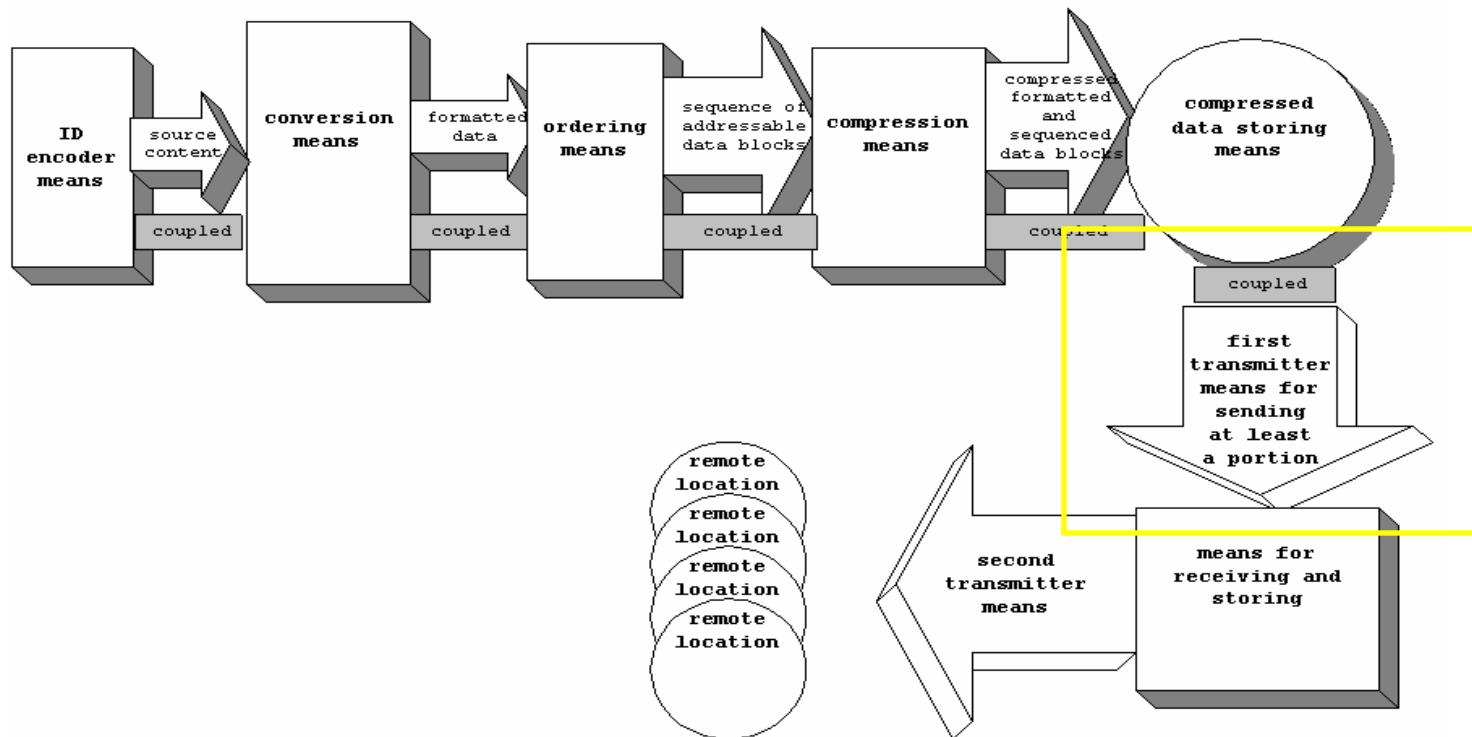 ID
encoder
means
source
content
coupled
conversion
means
formatted
data
coupled
ordering
means
sequence of
addressable
data blocks
coupled
compression
means
compressed
formatted
and
sequenced
data blocks
coupled
compressed
data storing
means
coupled
first
transmitter
means for
sending
at least
a portion
means for
receiving and
storing
second
transmitter
means
remote
location
remote
location
remote
location
remote
location